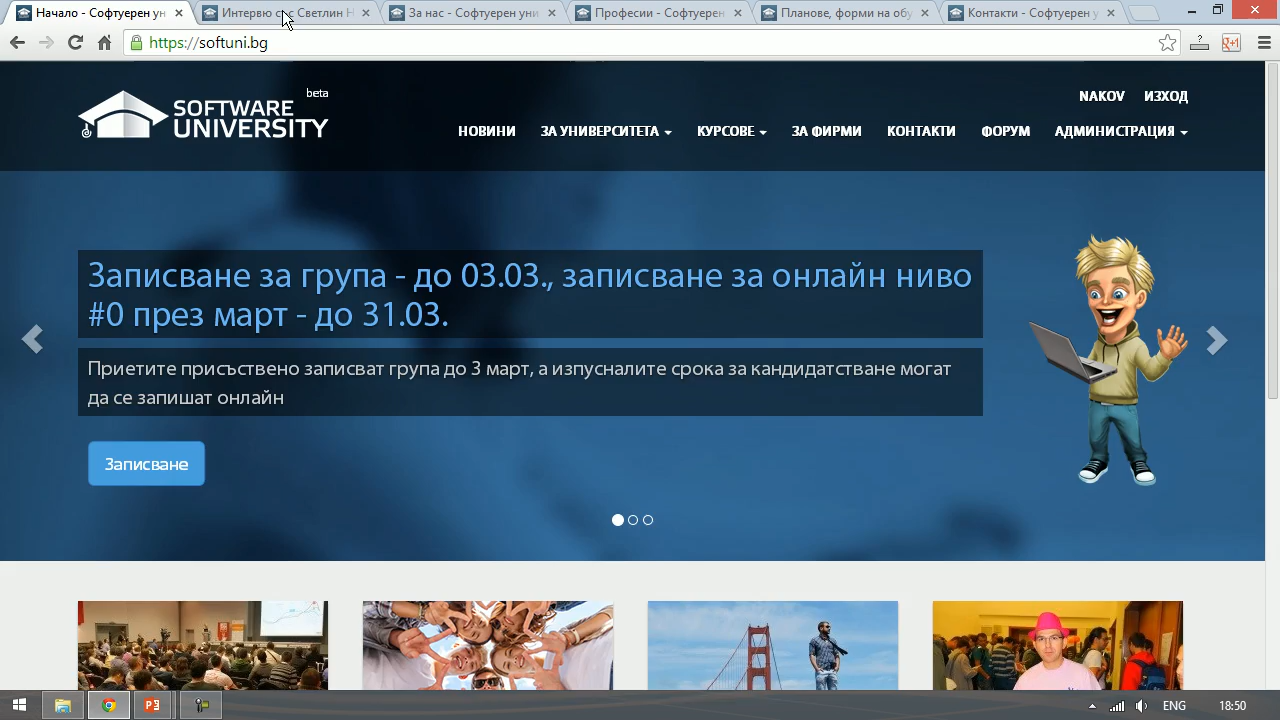 Начало - Софтуерен ун
Интервю с
Светлин Н
За нас - Софтуерен уни
Професии - Софтуерен
Планове, форми на обу
Контакти - Софтуерен у
https://softuni.bg
beta
SOFTWARE
UNIVERSITY
NAKOV ИЗХОД
НОВИНИ ЗА УНИВЕРСИТЕТА КУРСОВЕ ЗА ФИРМИ КОНТАКТИ ФОРУМ АДМИНИСТРАЦИЯ
Записване за група - до 03.03., записване за онлайн ниво
#0 през март - до 31.03.
Приетите присъствено записват група до 3 март, а изпусналите срока за кандидатстване могат
да се запишат онлайн
Записване
ENG 18:50